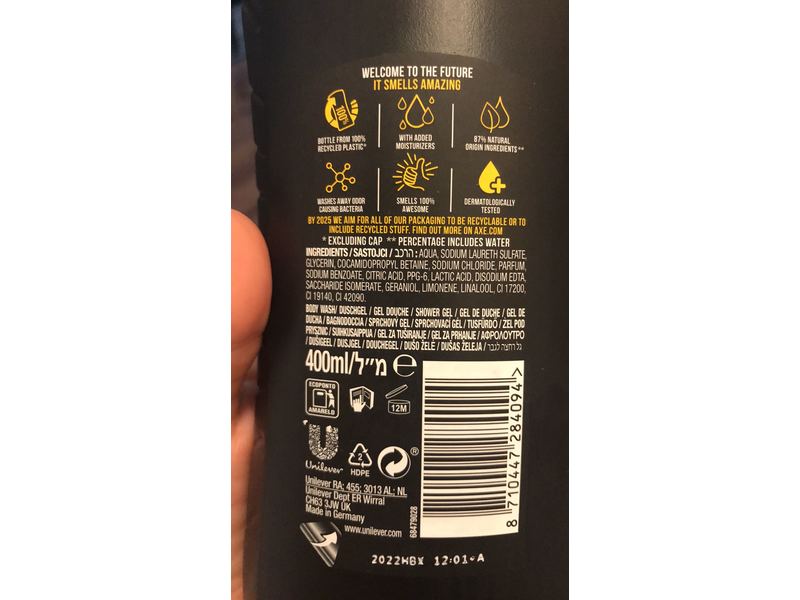 WELCOME TO THE FUTURE
IT SMELLS AMAZING
100%
BOTTLE FROM 100%
RECYCLED PLASTIC*
WITH ADDED
MOISTURIZERS
87% NATURAL
ORIGIN INGREDIENTS**
WASHES AWAY ODOR
CAUSING BACTERIA
SMELLS 100%
AWESOME
DERMATOLOGICALLY
TESTED
BY 2025 WE AIM FOR ALL OF OUR PACKAGING TO BE RECYCLABLE OR TO
INCLUDE RECYCLED STUFF. FIND OUT MORE ON AXE.COM
* EXCLUDING CAP ** PERCENTAGE INCLUDES WATER
INGREDIENTS / SASTOJCI / הרכב: AQUA, SODIUM LAURETH SULFATE,
GLYCERIN, COCAMIDOPROPYL BETAINE, SODIUM CHLORIDE, PARFUM,
SODIUM BENZOATE, CITRIC ACID, PPG-6, LACTIC ACID, DISODIUM EDTA,
SACCHARIDE ISOMERATE, GERANIOL, LIMONENE, LINALOOL, CI 17200,
CI 19140, CI 42090.
BODY WASH / DUSCHGEL / GEL DOUCHE / SHOWER GEL / GEL DE DUCHE / GEL DE
DUCHA / BAGNODOCCIA / SPRCHOVÝ GEL / SPRCHOVACÍ GÉL / TUSFÜRDŐ / ŻEL POD
PRYSZNIC / SUIHKUSAIPPUA / GEL ZA TUŠIRANJE / GEL ZA PRHANJE / ΑΦΡΟΛΟΥΤΡΟ
/ DUŠIGEEL / DUSJGEL / DOUCHEGEL / DUŠO ŽELĖ / DUŠAS ŽELEJA / גל רחצה לגבר
400ml/מ״ל ℮
ECOPONTO
AMARELO
12M
Unilever
2
HDPE
®
Unilever RA: 455; 3013 AL; NL
Unilever Dept ER Wirral
CH63 3JW UK
Made in Germany
www.unilever.com
68479028
8 710447 284094 >
2022HBX 12:01 A